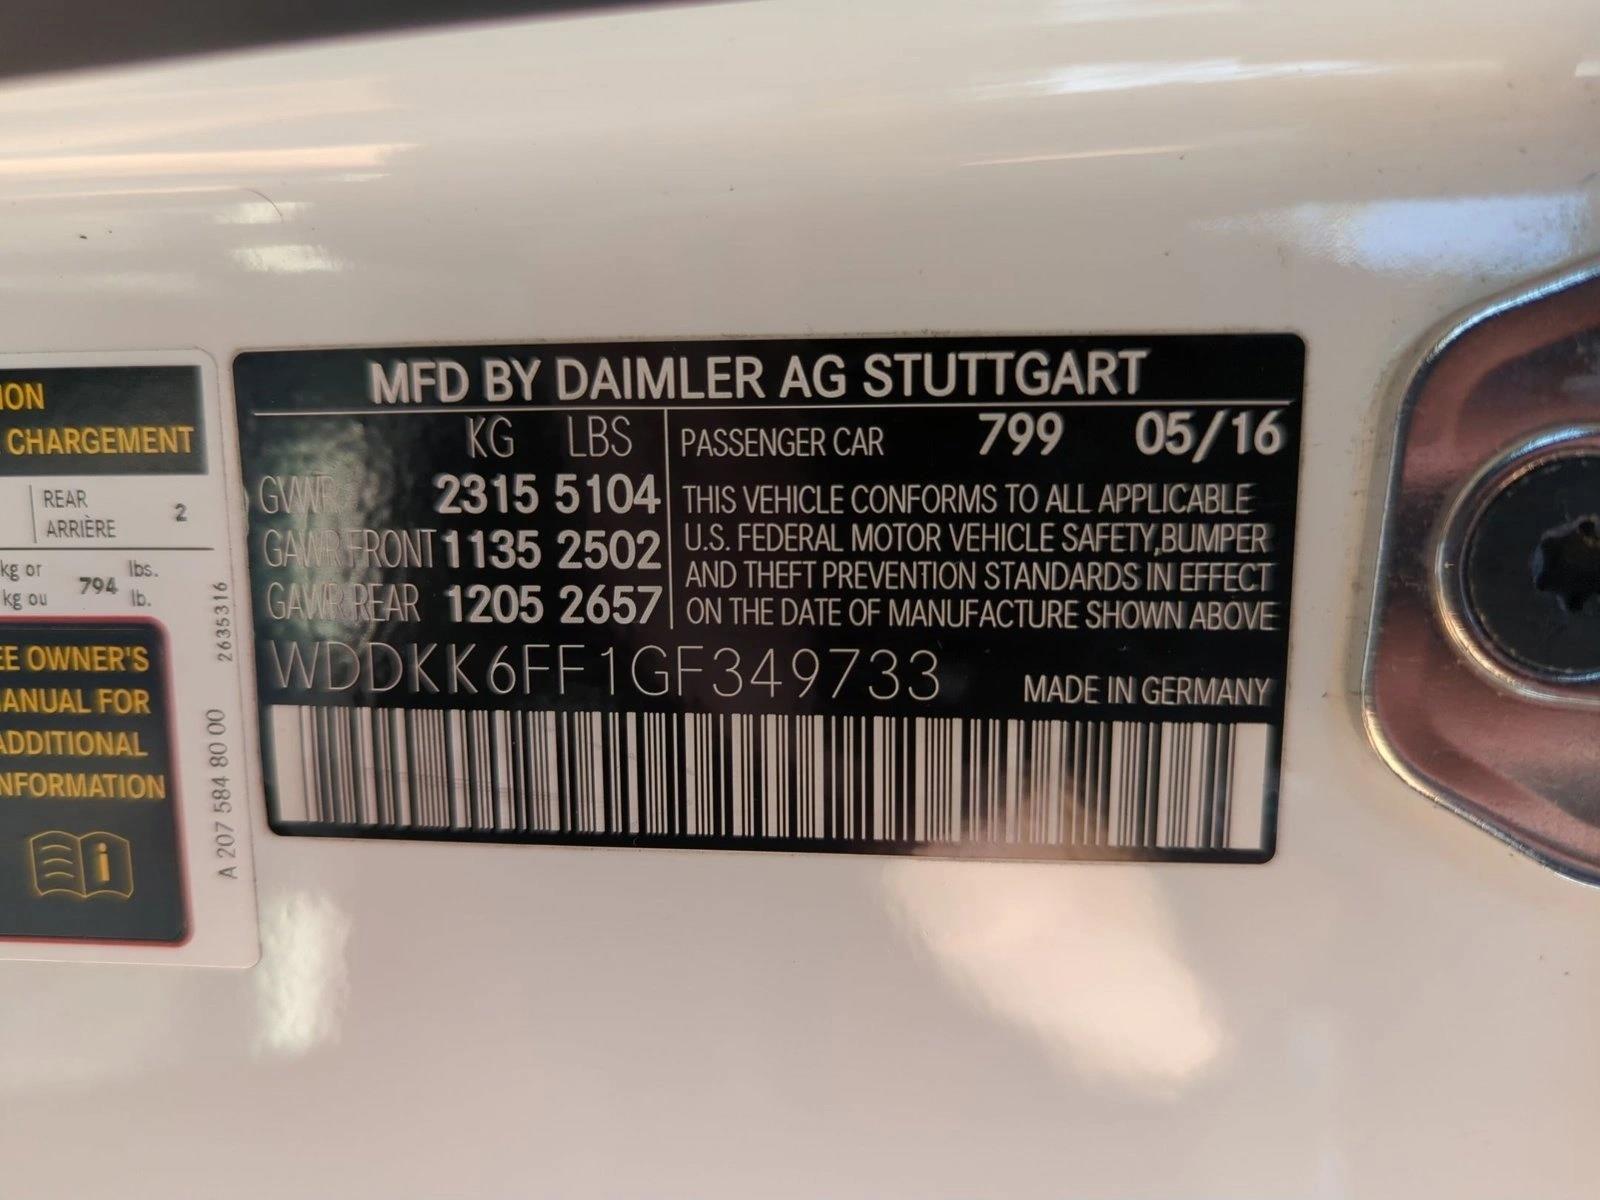 ION
CHARGEMENT
REAR
ARRIÈRE 2
kg or
kg ou 794 lbs.
lb.
EE OWNER'S
ANUAL FOR
ADDITIONAL
NFORMATION
i
2635316
A 207 584 80 00
MFD BY DAIMLER AG STUTTGART
KG LBS
GVWR 2315 5104
GAWR FRONT 1135 2502
GAWR REAR 1205 2657
PASSENGER CAR 799 05/16
THIS VEHICLE CONFORMS TO ALL APPLICABLE
U.S. FEDERAL MOTOR VEHICLE SAFETY,BUMPER
AND THEFT PREVENTION STANDARDS IN EFFECT
ON THE DATE OF MANUFACTURE SHOWN ABOVE
WDDKK6FF1GF349733
MADE IN GERMANY